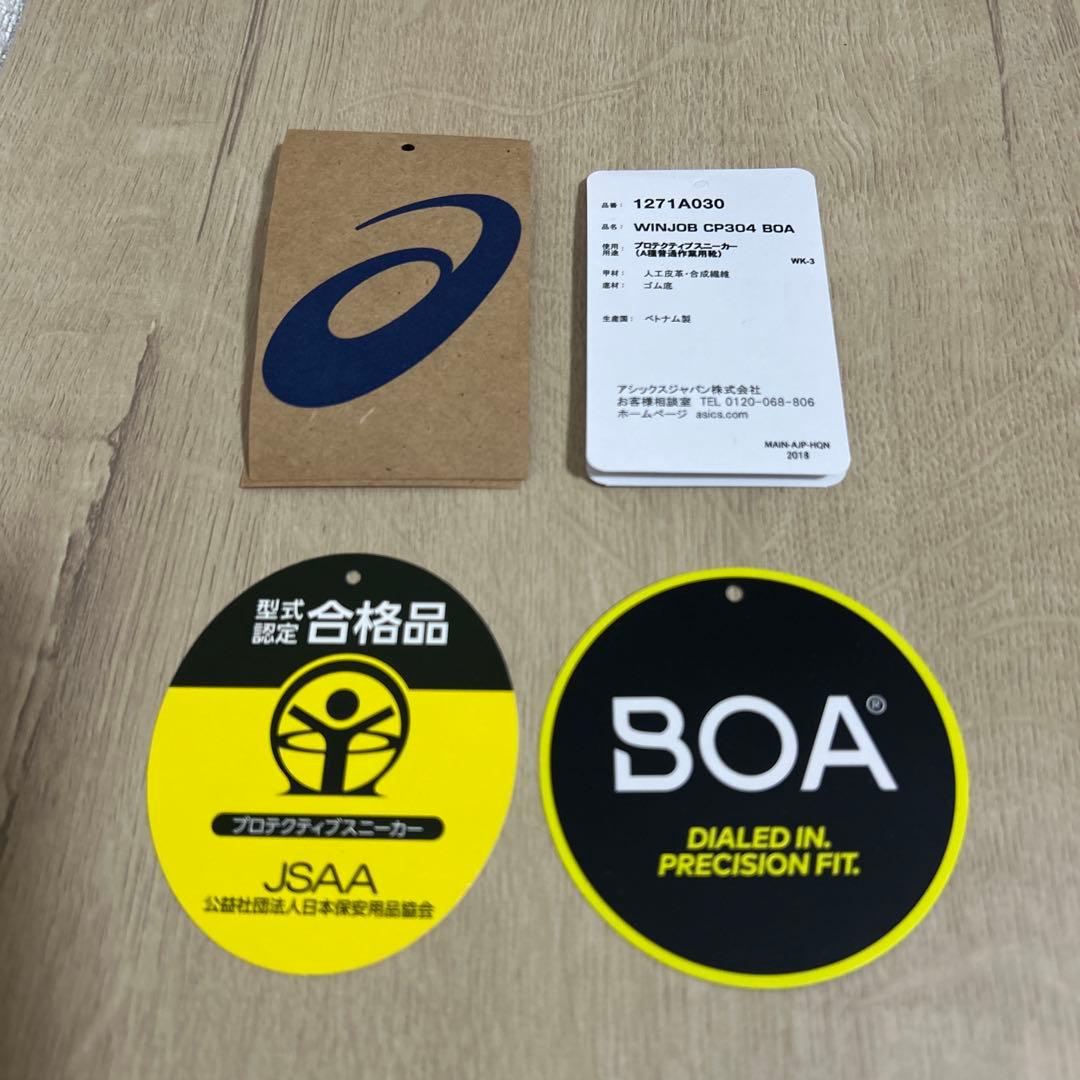 品番: 1271A030
品名: WINJOB CP304 BOA
使用用途: プロテクティブスニーカー
(A種普通作業用靴)
WK-3
甲材: 人工皮革・合成繊維
底材: ゴム底
生産国: ベトナム製
アシックスジャパン株式会社
お客様相談室 TEL 0120-068-806
ホームページ asics.com
MAIN-AJP-HQN
2018
型式
認定 合格品
プロテクティブスニーカー
JSAA
公益社団法人日本保安用品協会
BOA®
DIALED IN.
PRECISION FIT.